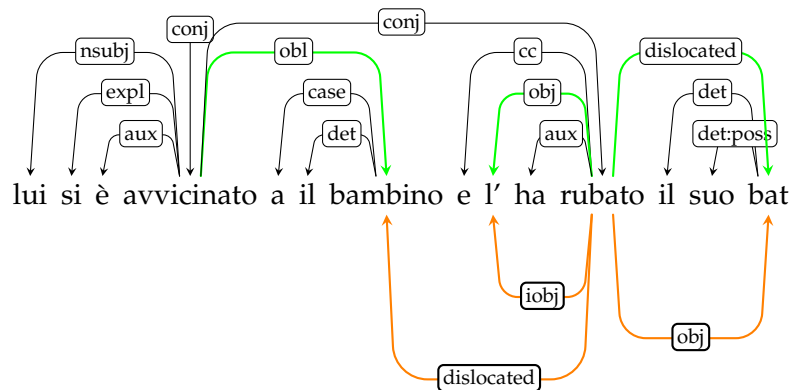 conj
conj
nsubj
obl
cc
dislocated
expl
case
obj
det
aux
det
aux
det:poss
lui si è avvicinato a il bambino e l’ ha rubato il suo bat
iobj
obj
dislocated